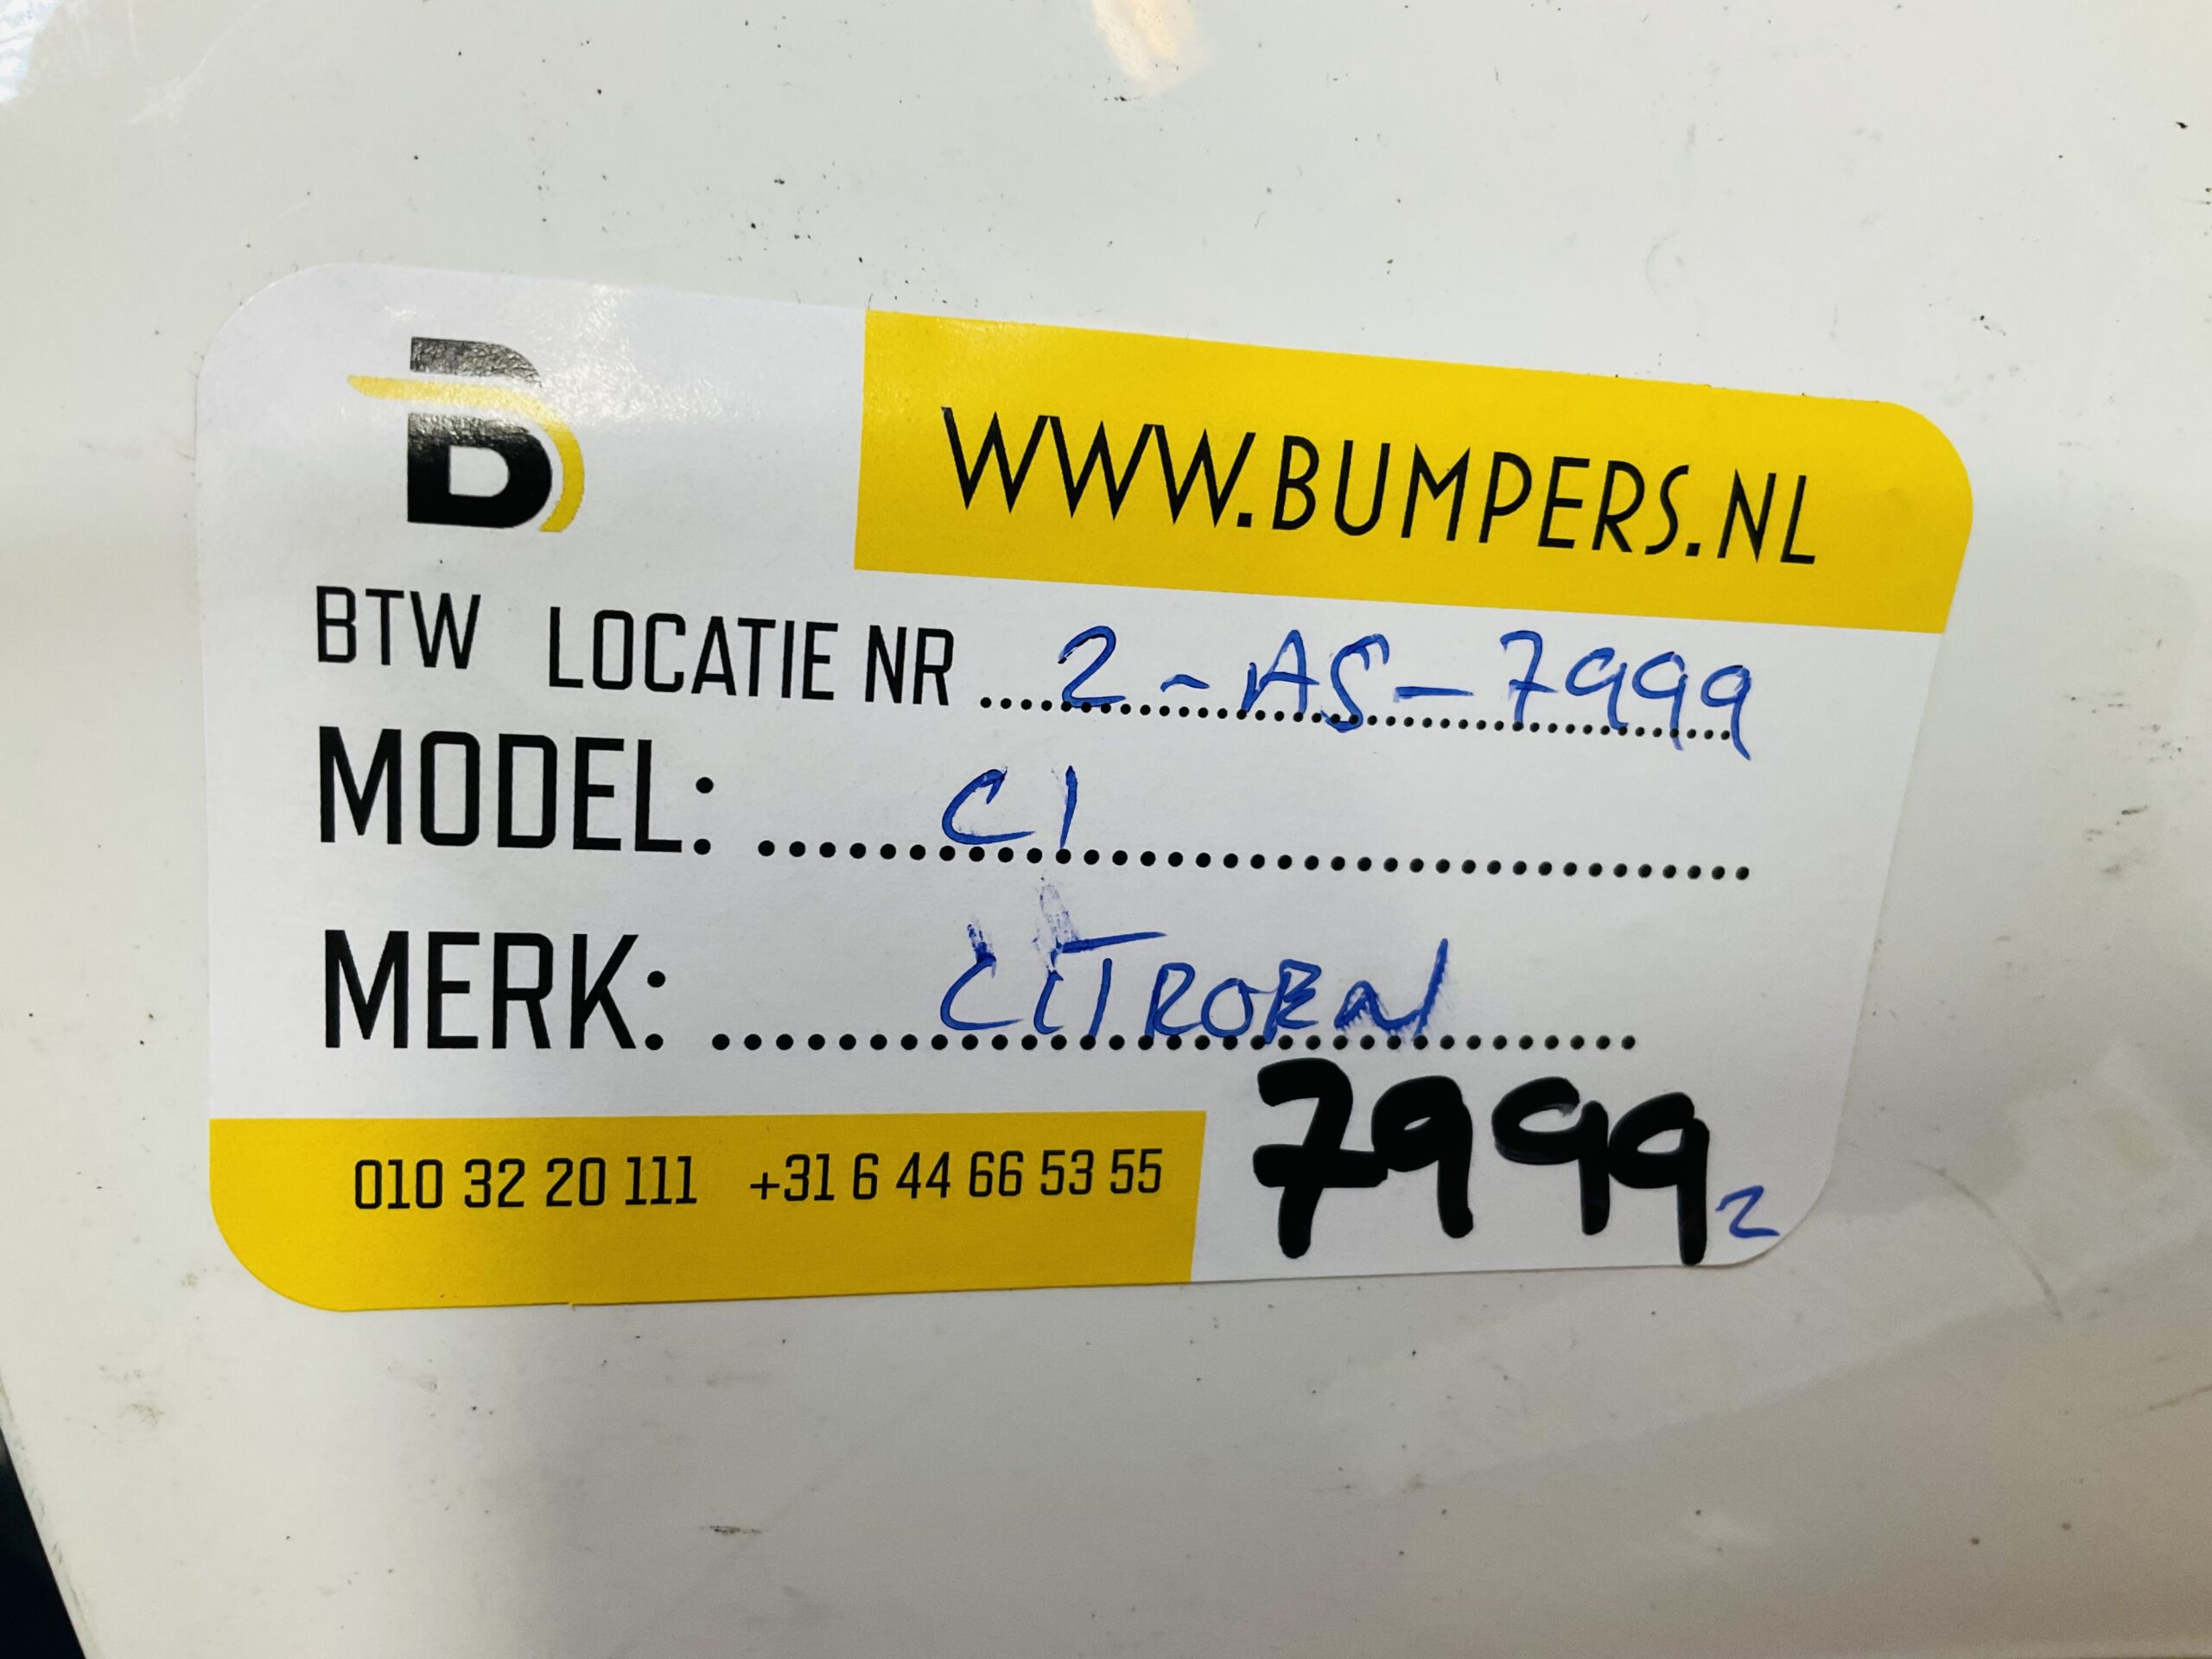 B
WWW.BUMPERS.NL
BTW LOCATIE NR ....2-AS-7999
MODEL: ....C1....
MERK: ....CITROEN....
7999 2
010 32 20 111 +31 6 44 66 53 55